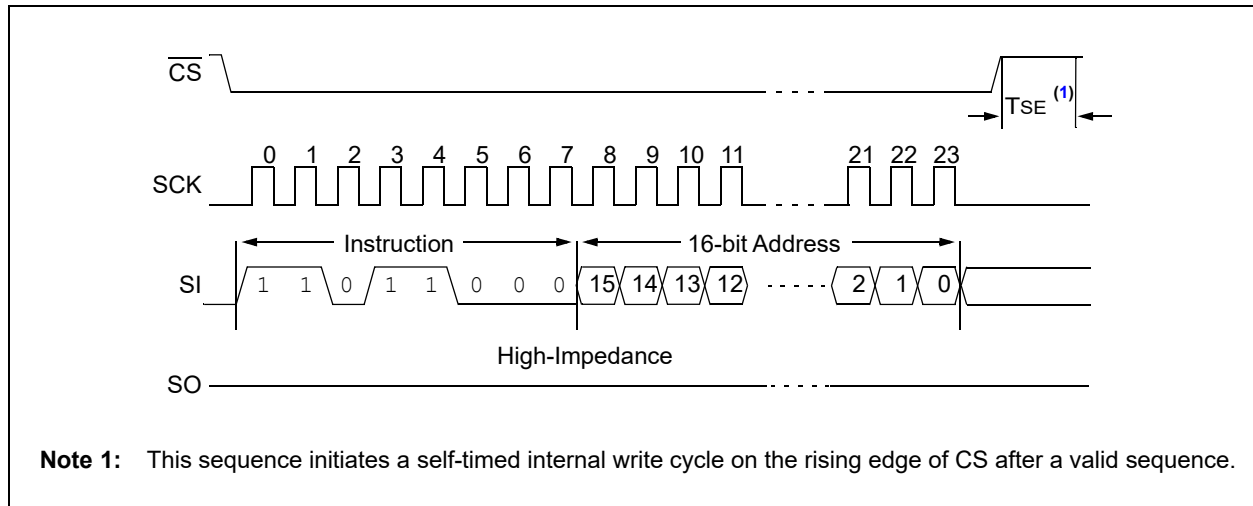 CS
TSE (1)
0 1 2 3 4 5 6 7 8 9 10 11 21 22 23
SCK
Instruction 16-bit Address
SI 1 1 0 1 1 0 0 0 15 14 13 12 2 1 0
High-Impedance
SO
Note 1: This sequence initiates a self-timed internal write cycle on the rising edge of CS after a valid sequence.